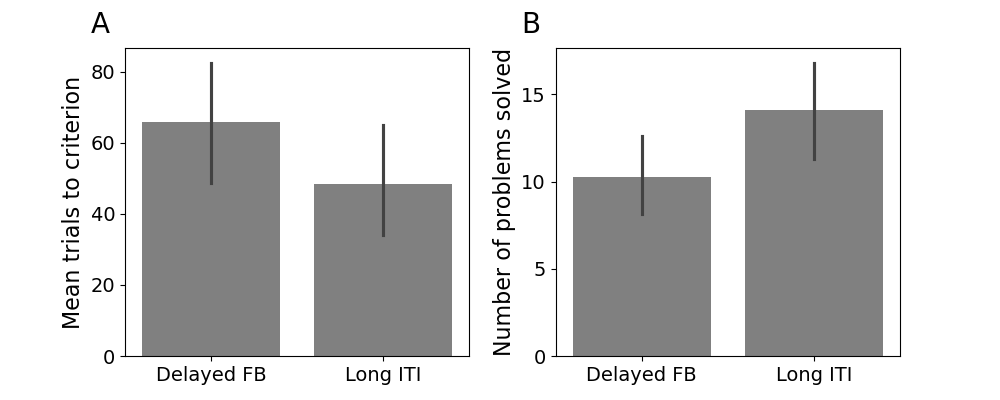 A
Mean trials to criterion
80
60
40
20
0
Delayed FB Long ITI
B
Number of problems solved
15
10
5
0
Delayed FB Long ITI